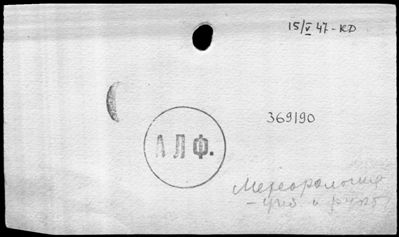 15/V 47-KD
369190
АЛФ.
Метеорология